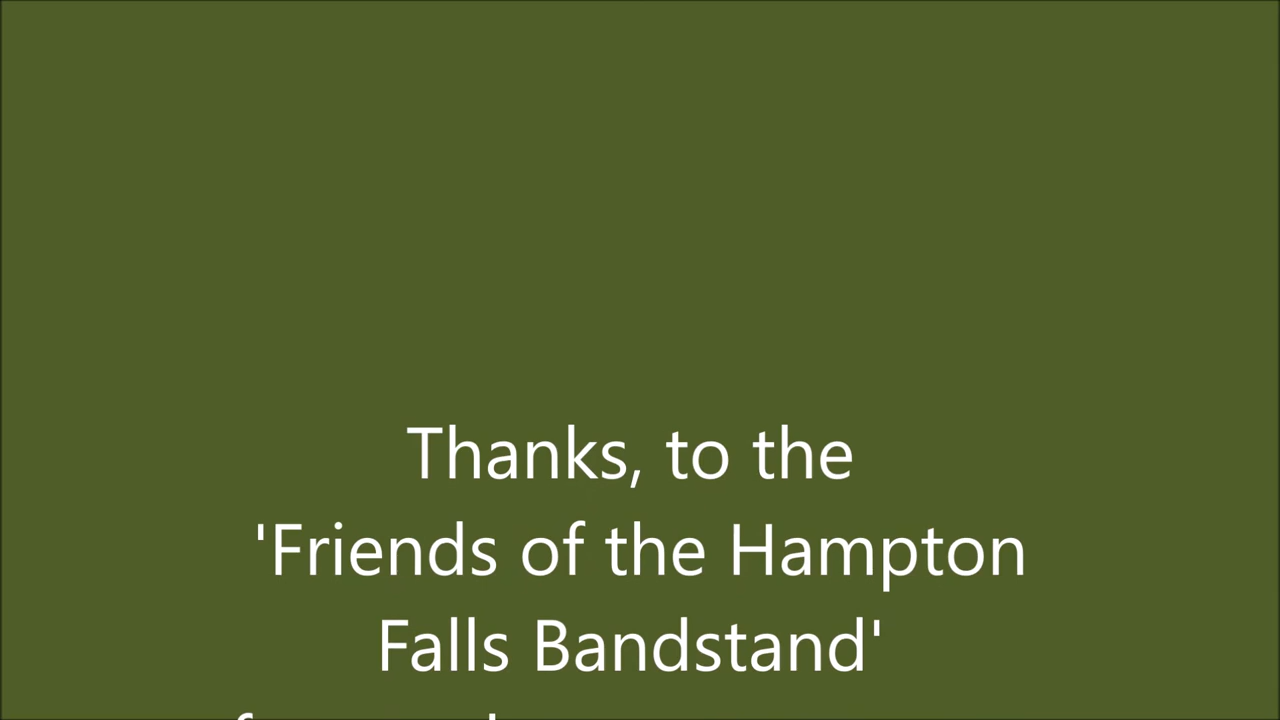 Thanks, to the
'Friends of the Hampton
Falls Bandstand'